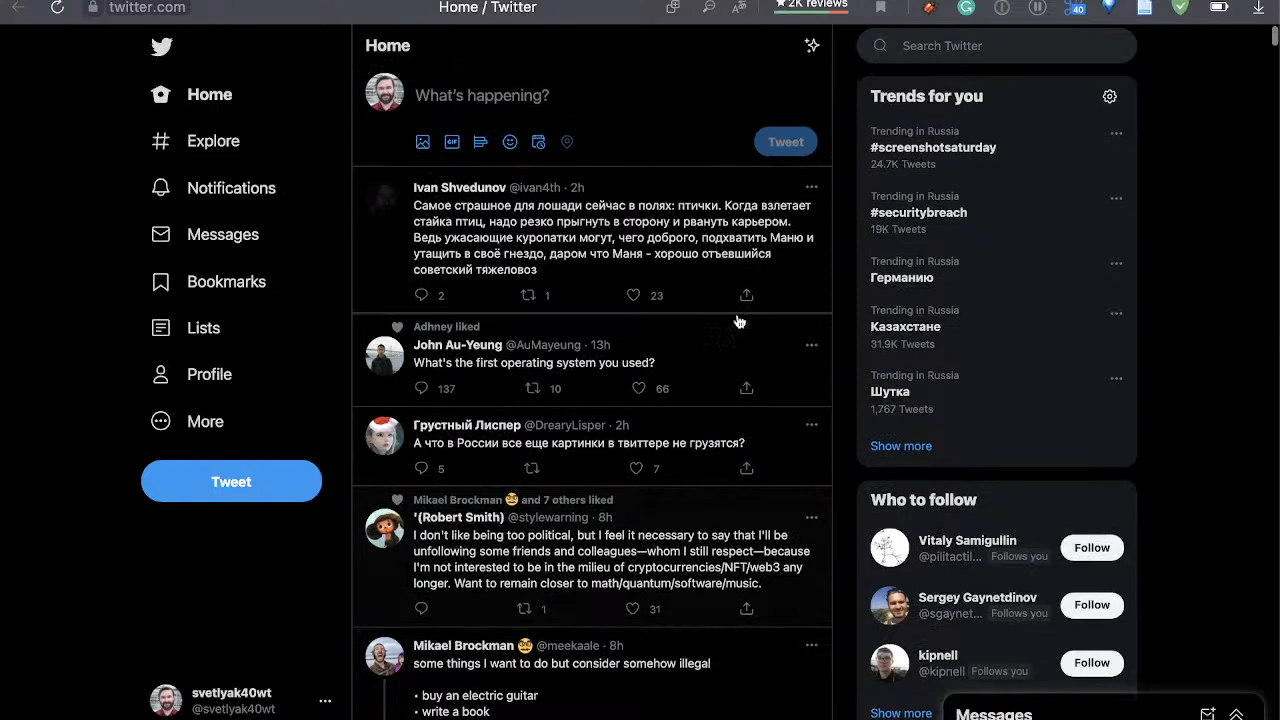 twitter.com
Home / Twitter
2K reviews
40
Home
Explore
Notifications
Messages
Bookmarks
Lists
Profile
More
Tweet
svetlyak40wt
@svetlyak40wt
Home
What's happening?
GIF
Tweet
Ivan Shvedunov @ivan4th · 2h
Самое страшное для лошади сейчас в полях: птички. Когда взлетает
стайка птиц, надо резко прыгнуть в сторону и рвануть карьером.
Ведь ужасающие куропатки могут, чего доброго, подхватить Маню и
утащить в своё гнездо, даром что Маня - хорошо отъевшийся
советский тяжеловоз
2 1 23
Adhney liked
John Au-Yeung @AuMayeung · 13h
What's the first operating system you used?
137 10 66
Грустный Лиспер @DrearyLisper · 2h
А что в России все еще картинки в твиттере не грузятся?
5 7
Mikael Brockman 🤓 and 7 others liked
'(Robert Smith) @stylewarning · 8h
I don't like being too political, but I feel it necessary to say that I'll be
unfollowing some friends and colleagues—whom I still respect—because
I'm not interested to be in the milieu of cryptocurrencies/NFT/web3 any
longer. Want to remain closer to math/quantum/software/music.
1 31
Mikael Brockman 🤓 @meekaale · 8h
some things I want to do but consider somehow illegal
• buy an electric guitar
• write a book
Search Twitter
Trends for you
Trending in Russia
#screenshotsaturday
24.7K Tweets
Trending in Russia
#securitybreach
19K Tweets
Trending in Russia
Германию
Trending in Russia
Казахстане
31.9K Tweets
Trending in Russia
Шутка
1,767 Tweets
Show more
Who to follow
Vitaly Samigullin
@pilitactil... Follows you
Follow
Sergey Gaynetdinov
@sgaynet... Follows you
Follow
kipnell
@kipnell Follows you
Follow
Show more
Messages